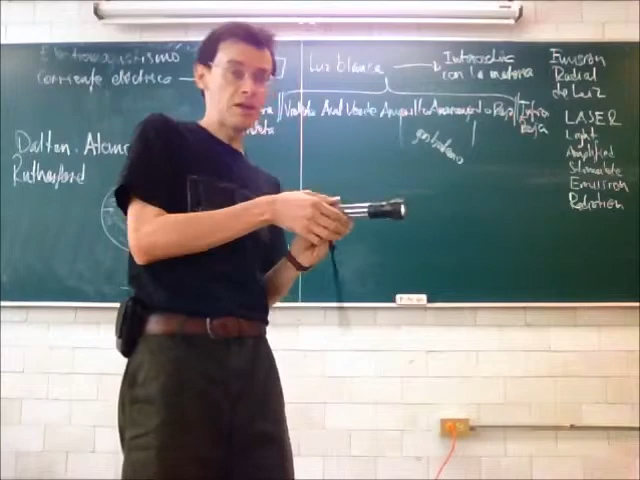 Electromagnetismo
corriente electrico
Dalton. Atom
Rutherford
Luz blanca
Interacción
con la materia
Violeta Azul Verde Amarillo Anaranjado Rojo
Infra
Roja
Emisión
Radial
de Luz
LASER
Light
Amplified
Stimulate
Emission
Radiation